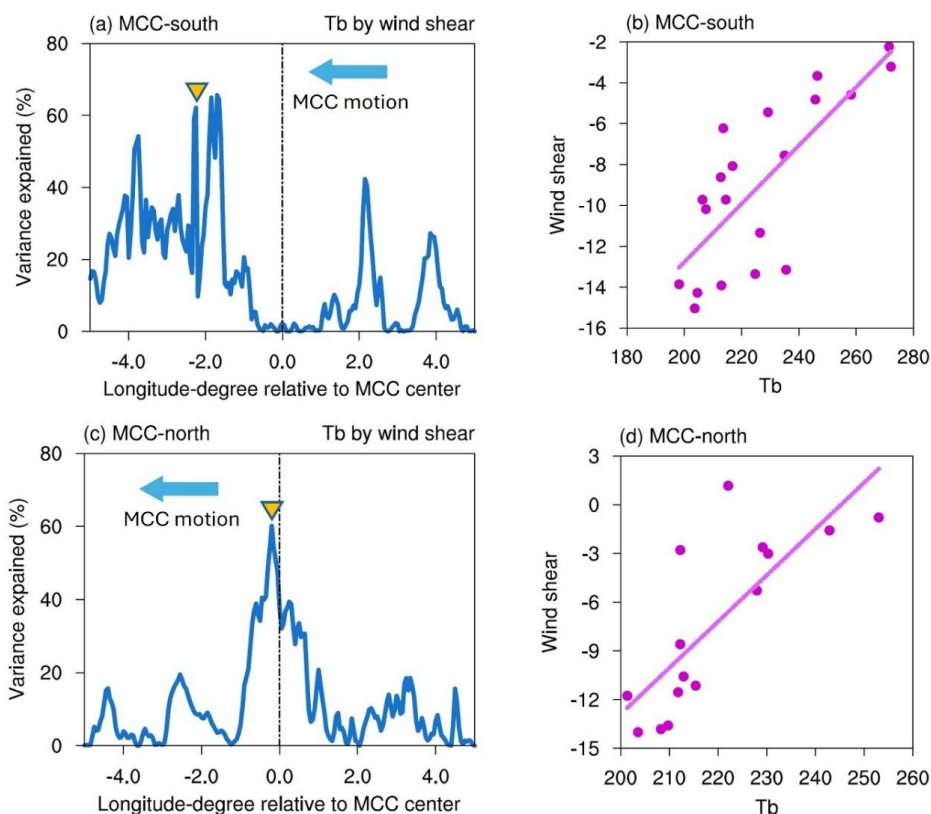 (a) MCC-south Tb by wind shear
80
60
40
20
0
Variance expained (%)
MCC motion
-4.0 -2.0 0.0 2.0 4.0
Longitude-degree relative to MCC center
(b) MCC-south
-2
-4
-6
-8
-10
-12
-14
-16
Wind shear
180 200 220 240 260 280
Tb
(c) MCC-north Tb by wind shear
80
60
40
20
0
Variance expained (%)
MCC motion
-4.0 -2.0 0.0 2.0 4.0
Longitude-degree relative to MCC center
(d) MCC-north
3
0
-3
-6
-9
-12
-15
Wind shear
200 210 220 230 240 250 260
Tb